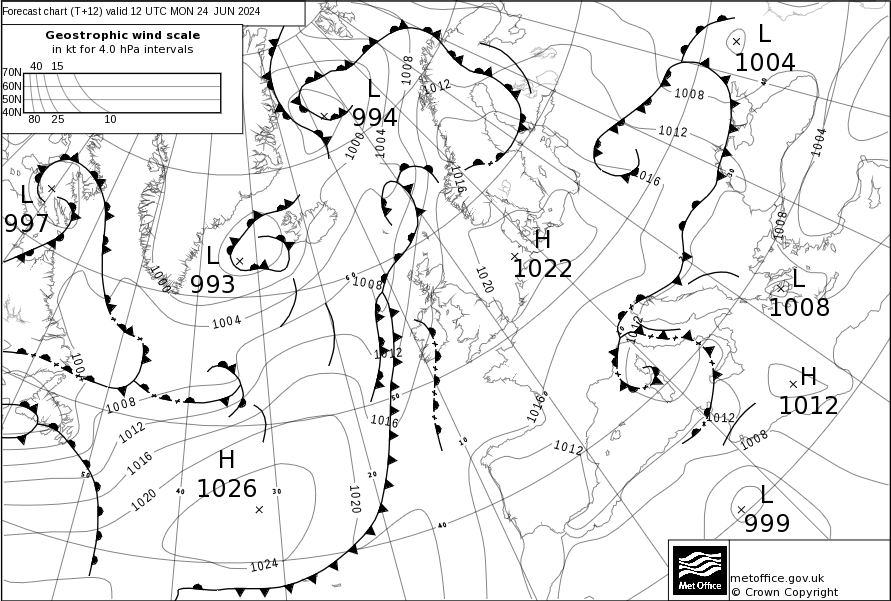 Forecast chart (T+12) valid 12 UTC MON 24 JUN 2024
Geostrophic wind scale
in kt for 4.0 hPa intervals
40 15
70N
60N
50N
40N
80 25 10
L
1004
L
994
1008
1012
1008
1012
1000
1004
1004
1016
1016
L
997
L
993
H
1022
1008
1008
1020
1008
L
1008
1004
1012
1012
1004
1008
1012
1016
1020
1016
1016
1012
H
1012
1012
1008
H
1026
40
30
20
50
50
60
10
40
1020
1024
L
999
Met Office
metoffice.gov.uk
© Crown Copyright